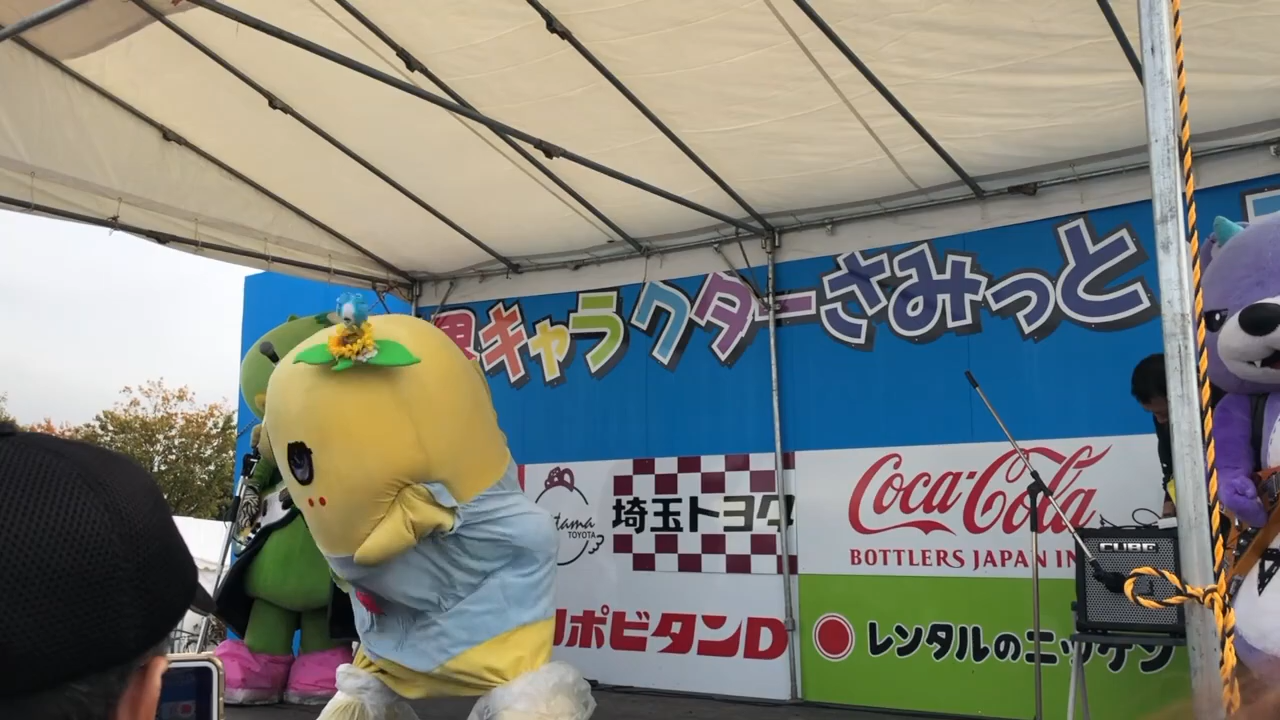 界キャラクターさみっと
tama
TOYOTA
埼玉トヨタ
Coca-Cola
BOTTLERS JAPAN IN
リポビタンD
レンタルのニッケン
CUBE